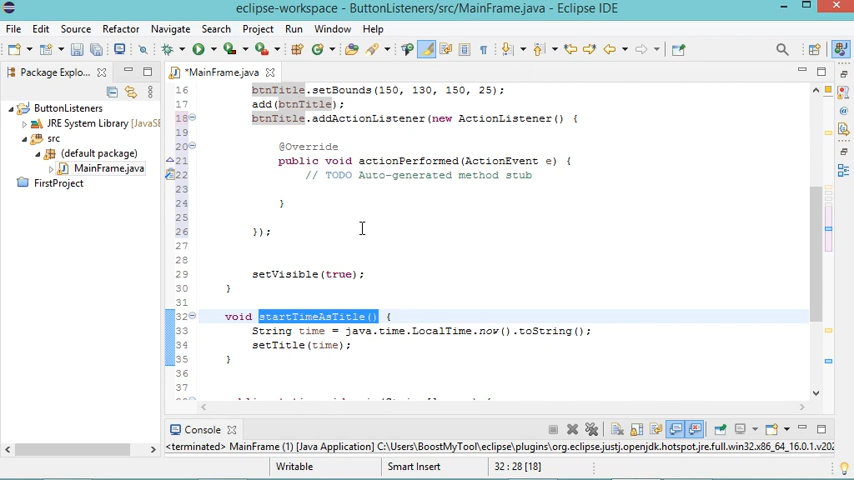 eclipse-workspace - ButtonListeners/src/MainFrame.java - Eclipse IDE
File Edit Source Refactor Navigate Search Project Run Window Help
Package Explo...
*MainFrame.java
ButtonListeners
JRE System Library [JavaSE
src
(default package)
MainFrame.java
FirstProject
16 btnTitle.setBounds(150, 130, 150, 25);
17 add(btnTitle);
18 btnTitle.addActionListener(new ActionListener() {
19
20 @Override
21 public void actionPerformed(ActionEvent e) {
22 // TODO Auto-generated method stub
23
24 }
25
26 });
27
28
29 setVisible(true);
30 }
31
32 void startTimeAsTitle() {
33 String time = java.time.LocalTime.now().toString();
34 setTitle(time);
35 }
36
37
Console
<terminated> MainFrame (1) [Java Application] C:\Users\BoostMyTool\eclipse\plugins\org.eclipse.justj.openjdk.hotspot.jre.full.win32.x86_64_16.0.1.v202
Writable Smart Insert 32 : 28 [18]